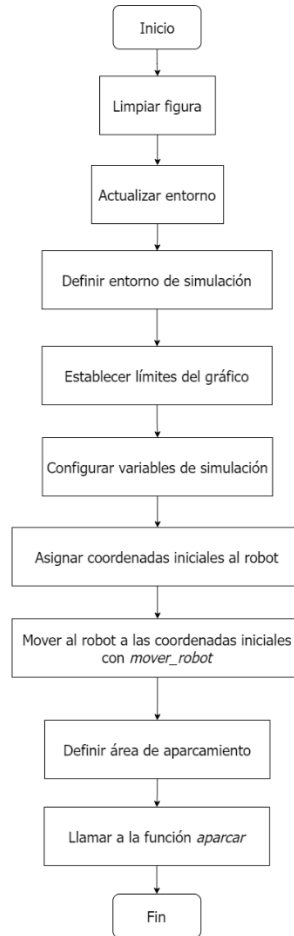 Inicio
Limpiar figura
Actualizar entorno
Definir entorno de simulación
Establecer límites del gráfico
Configurar variables de simulación
Asignar coordenadas iniciales al robot
Mover al robot a las coordenadas iniciales
con mover_robot
Definir área de aparcamiento
Llamar a la función aparcar
Fin